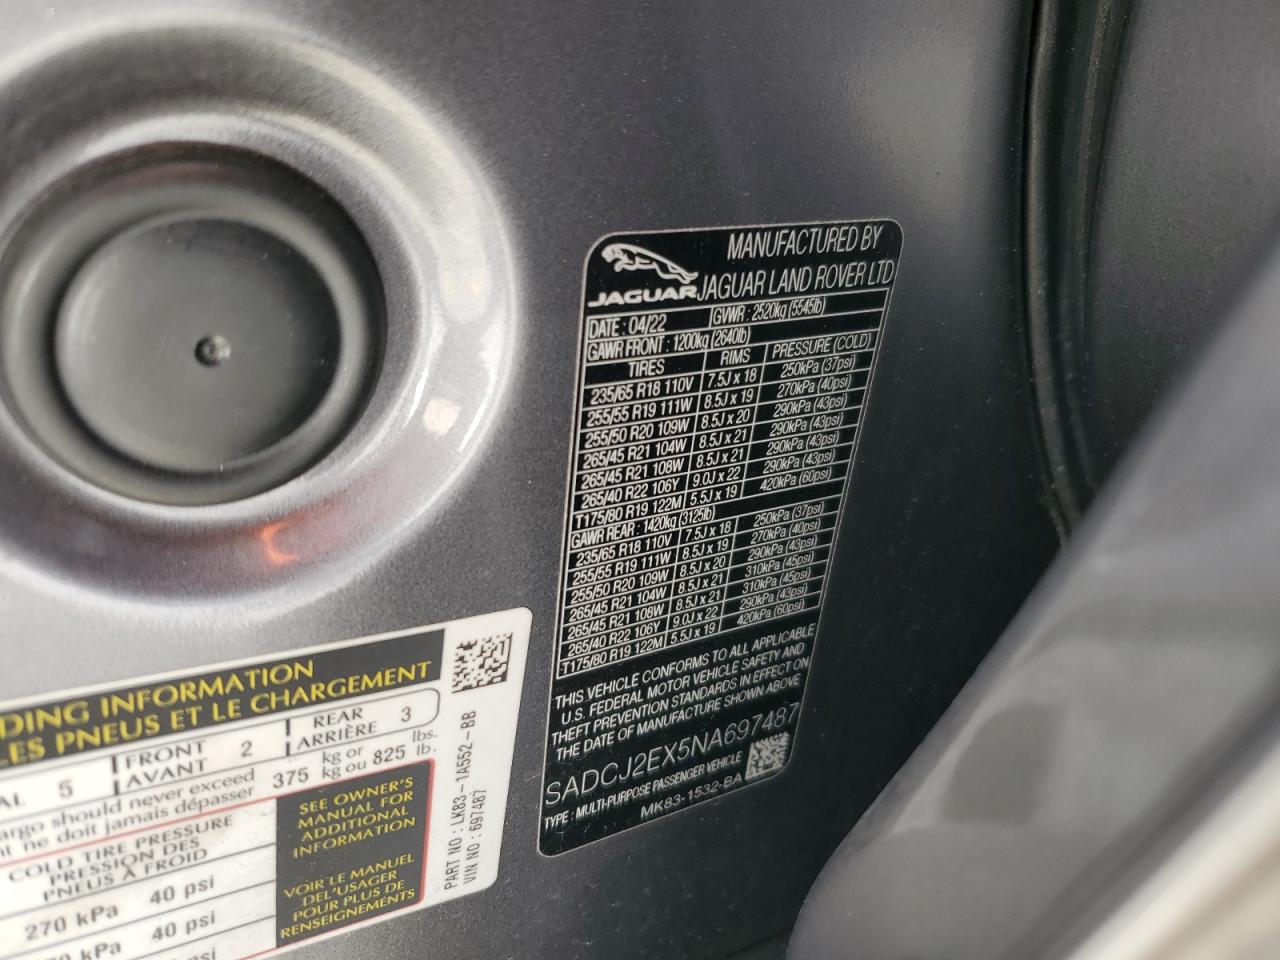 JAGUAR
MANUFACTURED BY
JAGUAR LAND ROVER LTD
DATE : 04/22 GVWR : 2520kg (5545lb)
GAWR FRONT : 1200kg (2640lb)
TIRES RIMS PRESSURE (COLD)
235/65 R18 110V 7.5J x 18 250kPa (37psi)
255/55 R19 111W 8.5J x 19 270kPa (40psi)
255/50 R20 109W 8.5J x 20 290kPa (43psi)
265/45 R21 104W 8.5J x 21 290kPa (43psi)
265/45 R21 108W 8.5J x 21 290kPa (43psi)
265/40 R22 106Y 9.0J x 22 290kPa (43psi)
T175/80 R19 122M 5.5J x 19 420kPa (60psi)
GAWR REAR : 1420kg (3125lb)
235/65 R18 110V 7.5J x 18 250kPa (37psi)
255/55 R19 111W 8.5J x 19 270kPa (40psi)
255/50 R20 109W 8.5J x 20 290kPa (43psi)
265/45 R21 104W 8.5J x 21 310kPa (45psi)
265/45 R21 108W 8.5J x 21 310kPa (45psi)
265/40 R22 106Y 9.0J x 22 290kPa (43psi)
T175/80 R19 122M 5.5J x 19 420kPa (60psi)
THIS VEHICLE CONFORMS TO ALL APPLICABLE
U.S. FEDERAL MOTOR VEHICLE SAFETY AND
THEFT PREVENTION STANDARDS IN EFFECT ON
THE DATE OF MANUFACTURE SHOWN ABOVE
SADCJ2EX5NA697487
TYPE : MULTI-PURPOSE PASSENGER VEHICLE
MK83-1532-BA
DING INFORMATION
LES PNEUS ET LE CHARGEMENT
AL 5 FRONT AVANT 2 REAR ARRIÈRE 3
argo should never exceed 375 kg or 825 lbs.
nt ne doit jamais dépasser kg ou lb.
COLD TIRE PRESSURE
PRESSION DES
PNEUS À FROID
270 kPa 40 psi
kPa 40 psi
psi
SEE OWNER'S
MANUAL FOR
ADDITIONAL
INFORMATION
VOIR LE MANUEL
DEL'USAGER
POUR PLUS DE
RENSEIGNEMENTS
PART NO : LK83-1A552-BB
VIN NO : 697487